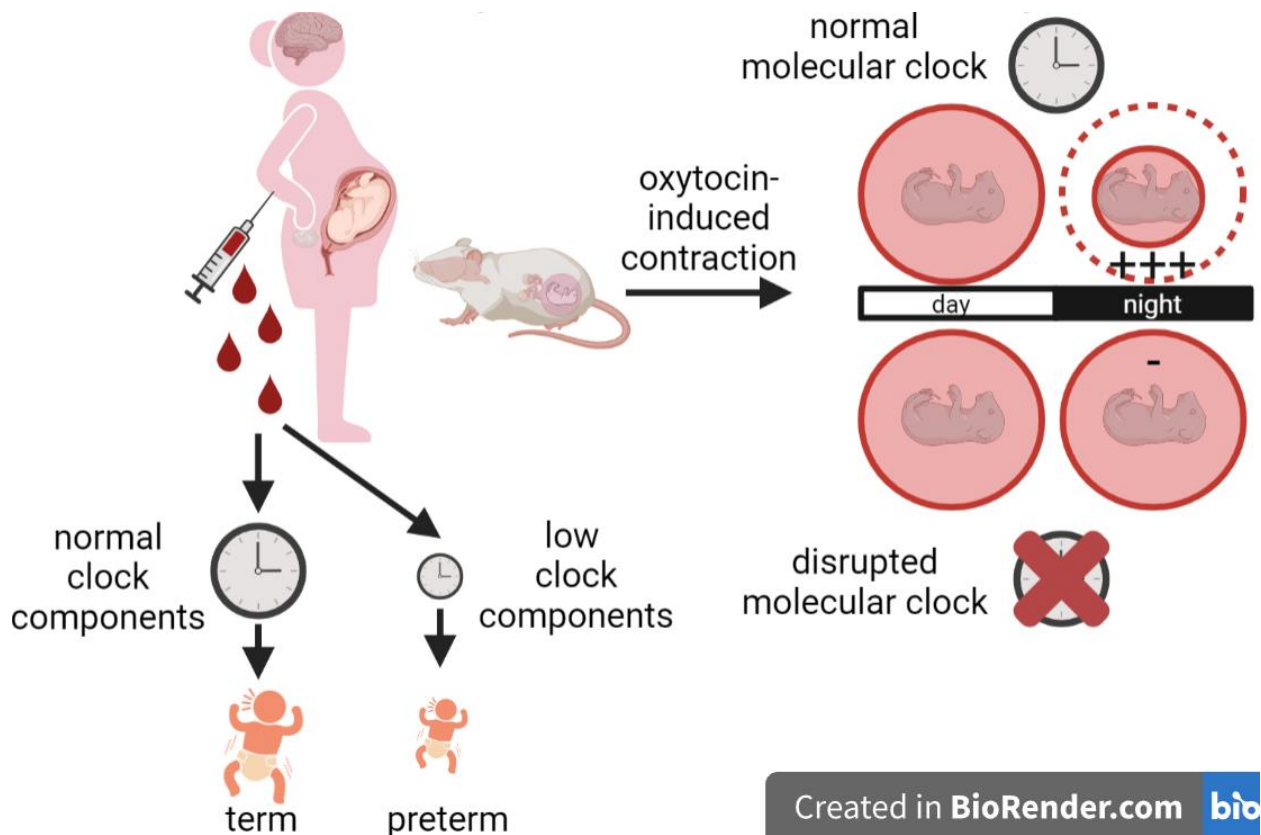 normal
molecular clock
oxytocin-
induced
contraction
+++
day
night
-
normal
clock
components
low
clock
components
disrupted
molecular clock
term
preterm
Created in BioRender.com
bio